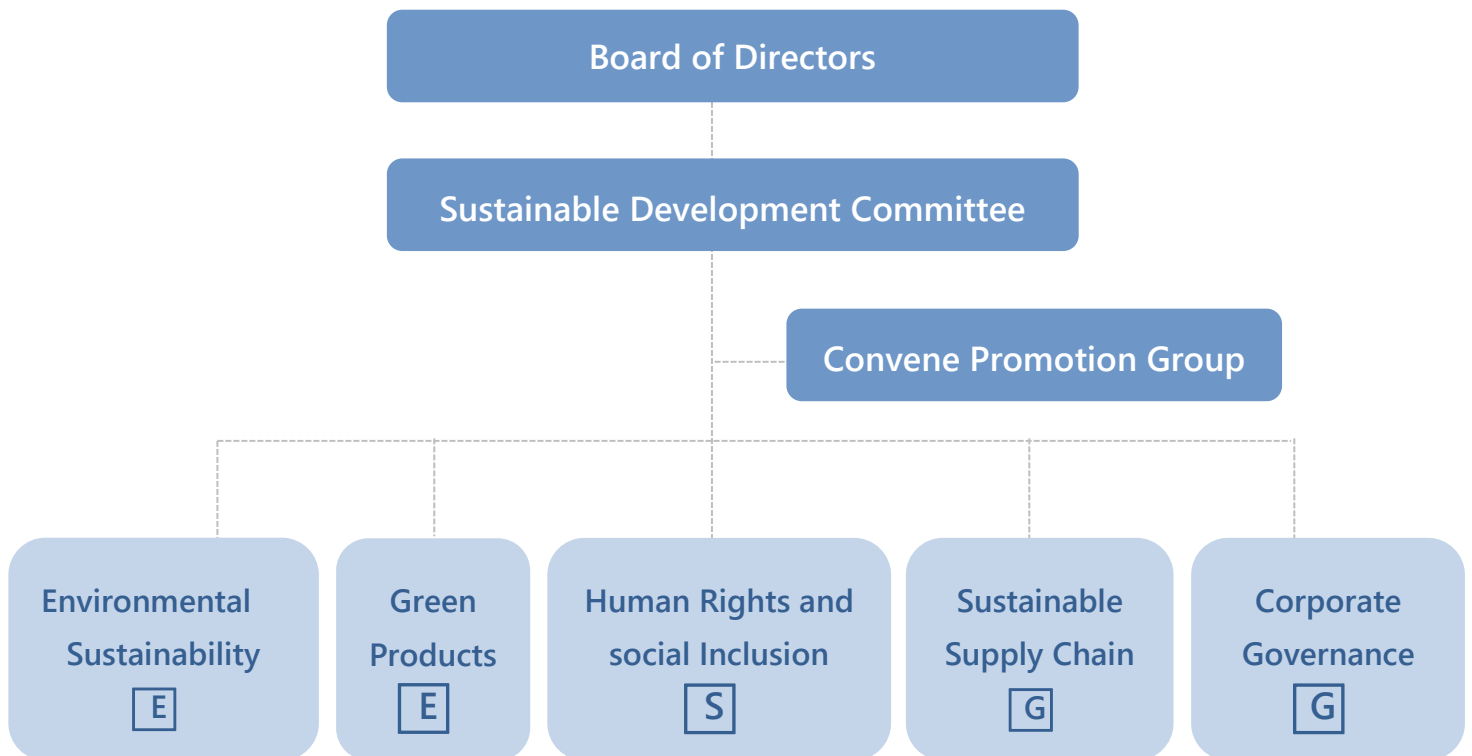 Board of Directors
Sustainable Development Committee
Convene Promotion Group
Environmental
Sustainability
E
Green
Products
E
Human Rights and
social Inclusion
S
Sustainable
Supply Chain
G
Corporate
Governance
G